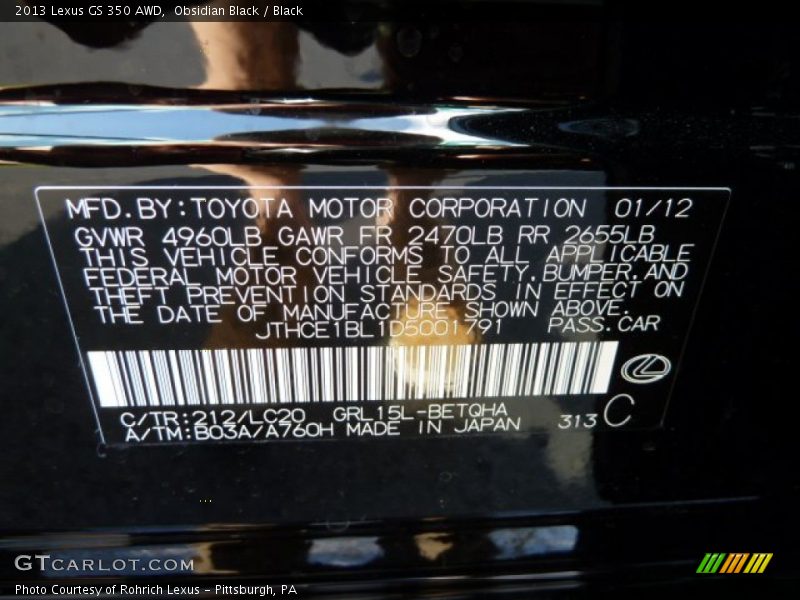 2013 Lexus GS 350 AWD, Obsidian Black / Black
MFD.BY:TOYOTA MOTOR CORPORATION 01/12
GVWR 4960LB GAWR FR 2470LB RR 2655LB
THIS VEHICLE CONFORMS TO ALL APPLICABLE
FEDERAL MOTOR VEHICLE SAFETY,BUMPER,AND
THEFT PREVENTION STANDARDS IN EFFECT ON
THE DATE OF MANUFACTURE SHOWN ABOVE.
JTHCE1BL1D5001791 PASS.CAR
C/TR:212/LC20 GRL15L-BETQHA
A/TM:B03A/A760H MADE IN JAPAN 313 C
GTCARLOT.COM
Photo Courtesy of Rohrich Lexus - Pittsburgh, PA